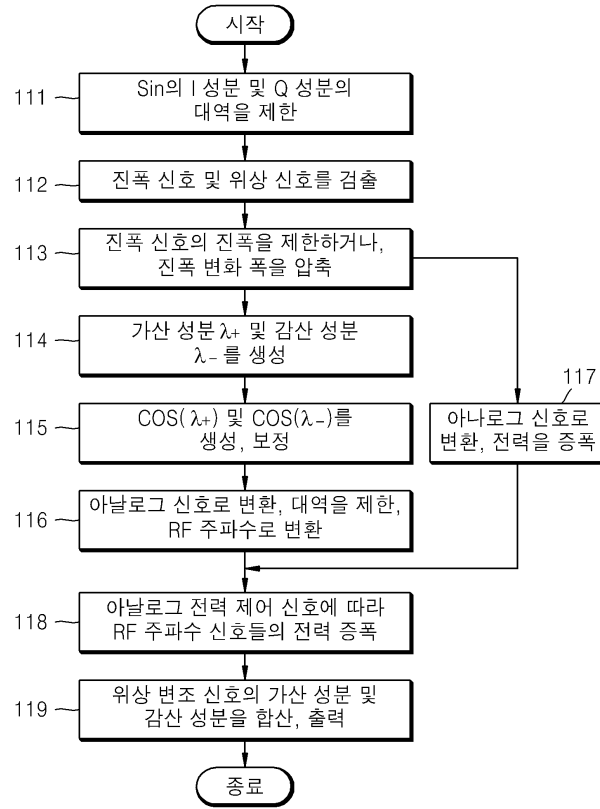 시작
111
Sin의 I 성분 및 Q 성분의
대역을 제한
112
진폭 신호 및 위상 신호를 검출
113
진폭 신호의 진폭을 제한하거나,
진폭 변화 폭을 압축
114
가산 성분 λ+ 및 감산 성분
λ− 를 생성
115
COS( λ+) 및 COS(λ−)를
생성, 보정
117
아나로그 신호로
변환, 전력을 증폭
116
아날로그 신호로 변환, 대역을 제한,
RF 주파수로 변환
118
아날로그 전력 제어 신호에 따라
RF 주파수 신호들의 전력 증폭
119
위상 변조 신호의 가산 성분 및
감산 성분을 합산, 출력
종료